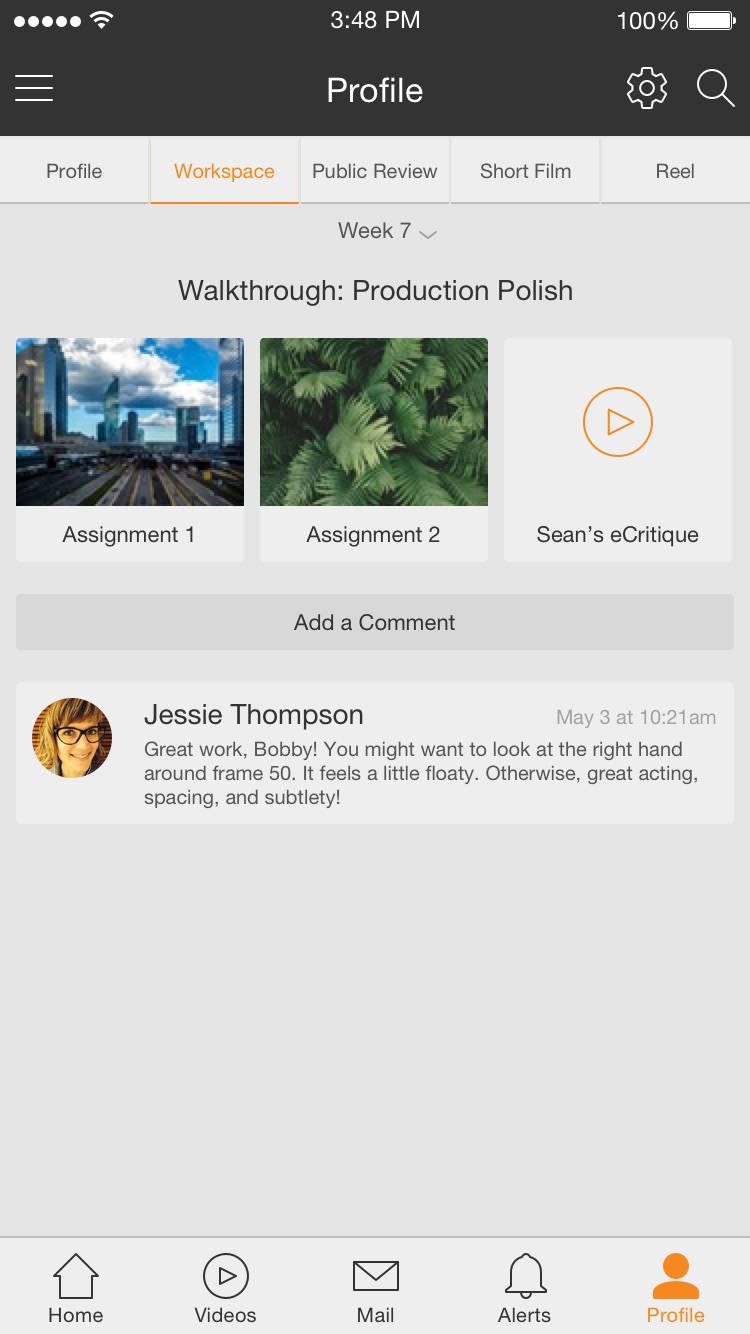 3:48 PM 100%
Profile
Profile Workspace Public Review Short Film Reel
Week 7
Walkthrough: Production Polish
Assignment 1 Assignment 2 Sean’s eCritique
Add a Comment
Jessie Thompson May 3 at 10:21am
Great work, Bobby! You might want to look at the right hand
around frame 50. It feels a little floaty. Otherwise, great acting,
spacing, and subtlety!
Home Videos Mail Alerts Profile